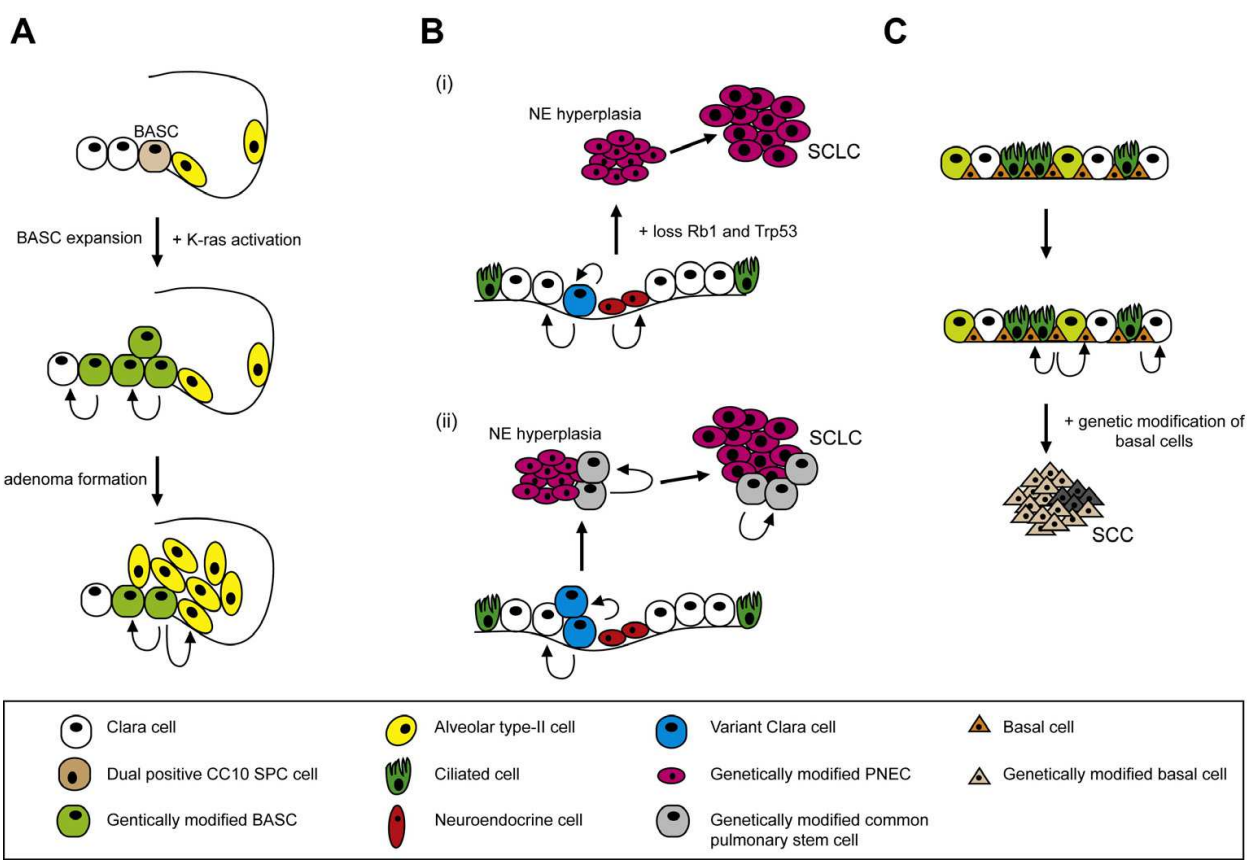 A
BASC
BASC expansion
+ K-ras activation
adenoma formation
B
(i)
NE hyperplasia
SCLC
+ loss Rb1 and Trp53
(ii)
NE hyperplasia
SCLC
C
+ genetic modification of
basal cells
SCC
Clara cell
Alveolar type-II cell
Variant Clara cell
Basal cell
Dual positive CC10 SPC cell
Ciliated cell
Genetically modified PNEC
Genetically modified basal cell
Gentically modified BASC
Neuroendocrine cell
Genetically modified common
pulmonary stem cell